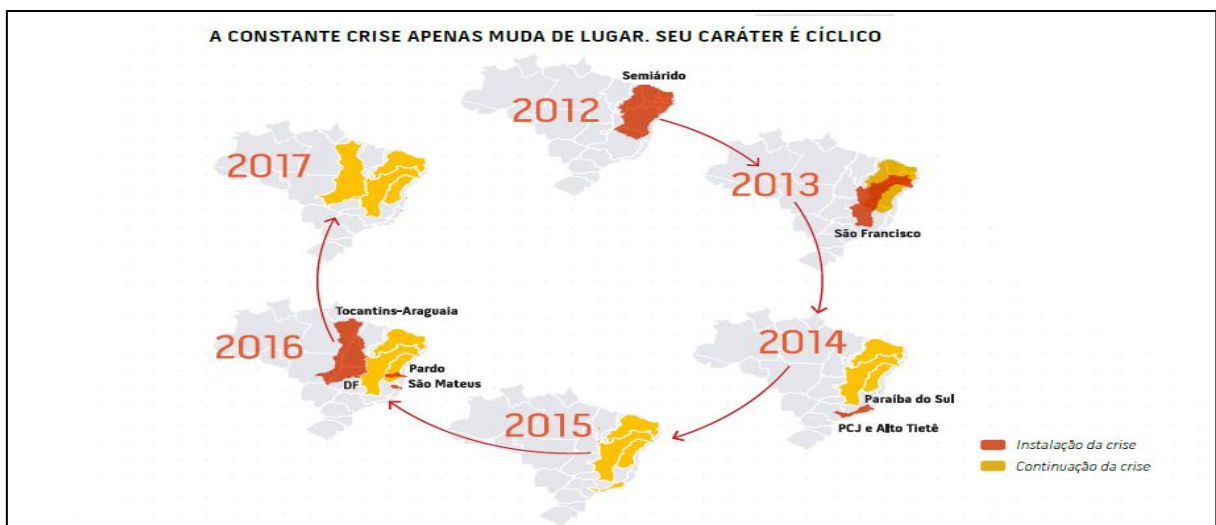 A CONSTANTE CRISE APENAS MUDA DE LUGAR. SEU CARÁTER É CÍCLICO
Semiárido
2012
2013
São Francisco
2014
Paraíba do Sul
PCJ e Alto Tietê
2015
2016
Tocantins-Araguaia
Pardo
São Mateus
DF
2017
Instalação da crise
Continuação da crise